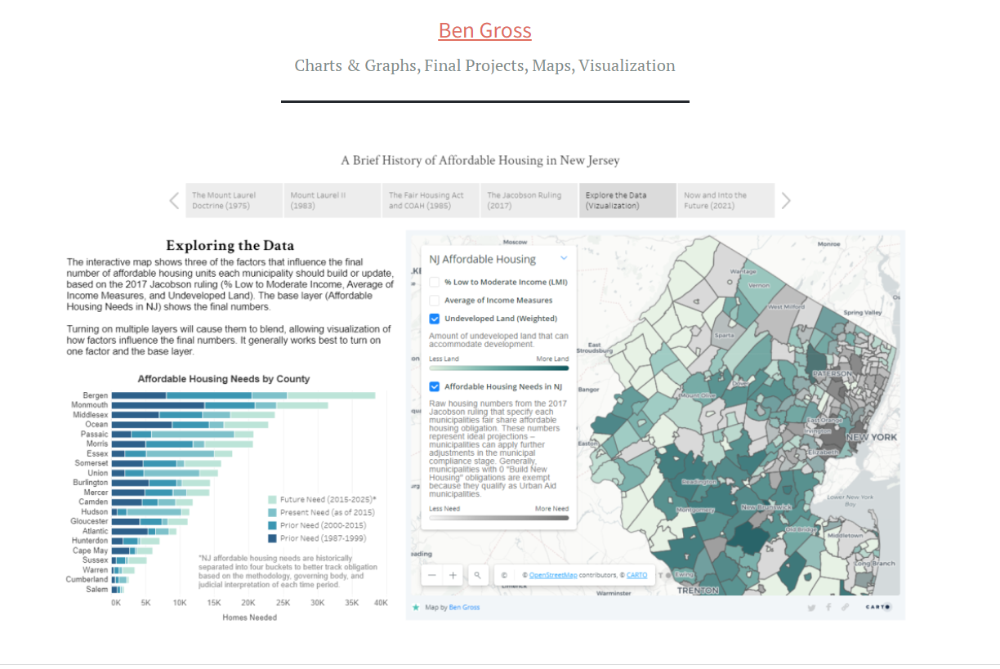 Ben Gross
Charts & Graphs, Final Projects, Maps, Visualization
A Brief History of Affordable Housing in New Jersey
The Mount Laurel
Doctrine (1975)
Mount Laurel II
(1983)
The Fair Housing Act
and COAH (1985)
The Jacobson Ruling
(2017)
Explore the Data
(Vizualization)
Now and Into the
Future (2021)
Exploring the Data
The interactive map shows three of the factors that influence the final
number of affordable housing units each municipality should build or update,
based on the 2017 Jacobson ruling (% Low to Moderate Income, Average of
Income Measures, and Undeveloped Land). The base layer (Affordable
Housing Needs in NJ) shows the final numbers.
Turning on multiple layers will cause them to blend, allowing visualization of
how factors influence the final numbers. It generally works best to turn on
one factor and the base layer.
Affordable Housing Needs by County
Bergen
Monmouth
Middlesex
Ocean
Passaic
Morris
Essex
Somerset
Union
Burlington
Mercer
Camden
Hudson
Gloucester
Atlantic
Hunterdon
Cape May
Sussex
Warren
Cumberland
Salem
Future Need (2015-2025)*
Present Need (as of 2015)
Prior Need (2000-2015)
Prior Need (1987-1999)
*NJ affordable housing needs are historically
separated into four buckets to better track obligation
based on the methodology, governing body, and
judicial interpretation of each time period.
0K 5K 10K 15K 20K 25K 30K 35K 40K
Homes Needed
NJ Affordable Housing
% Low to Moderate Income (LMI)
Average of Income Measures
Undeveloped Land (Weighted)
Amount of undeveloped land that can
accommodate development.
Less Land More Land
Affordable Housing Needs in NJ
Raw housing numbers from the 2017
Jacobson ruling that specify each
municipalities fair share affordable
housing obligation. These numbers
represent ideal projections –
municipalities can apply further
adjustments in the municipal
compliance stage. Generally,
municipalities with 0 "Build New
Housing" obligations are exempt
because they qualify as Urban Aid
municipalities.
Less Need More Need
Moscow
Monroe
Wantage
Vernon
West Milford
Spring Valley
Sparta
East
Stroudsburg
PATERSON
Dover
Bangor
Mount Olive
East Orange
Irvington
NEW YORK
Easton
Elizabeth
Readington
Lower New York
Bay
Montgomery
New Brunswick
Old Bridge
Middletown
Long Branch
eading
Ewing
TRENTON
Limerick
Warminster
© © OpenStreetMap contributors, © CARTO
Map by Ben Gross
CARTO